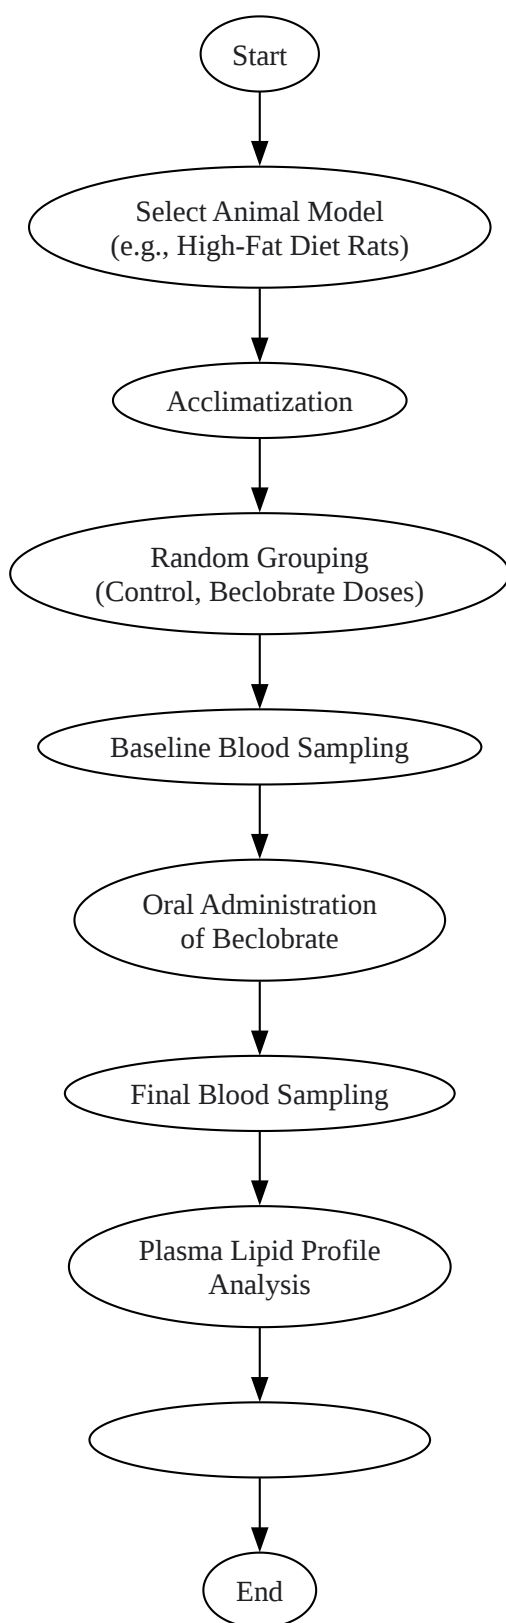 Start
Select Animal Model
(e.g., High-Fat Diet Rats)
Acclimatization
Random Grouping
(Control, Beclobrate Doses)
Baseline Blood Sampling
Oral Administration
of Beclobrate
Final Blood Sampling
Plasma Lipid Profile
Analysis
End